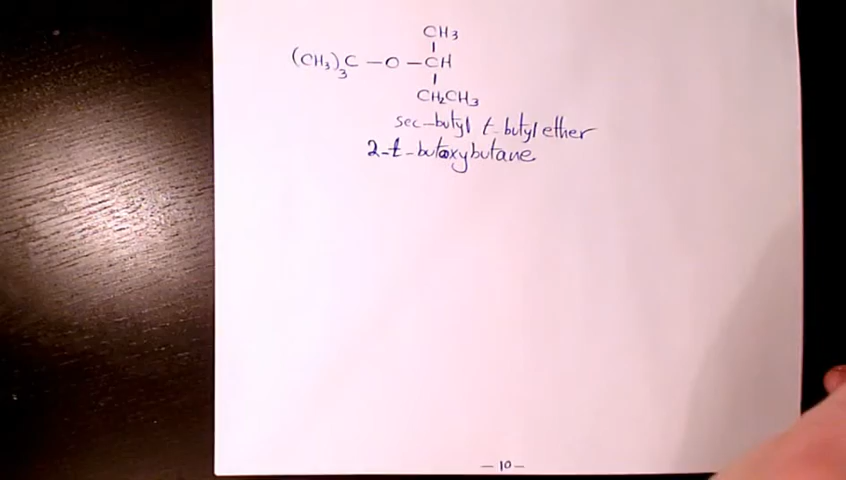 CH3
(CH3)3C-O-CH
CH2CH3
sec-butyl t-butyl ether
2-t-butoxybutane
-10-